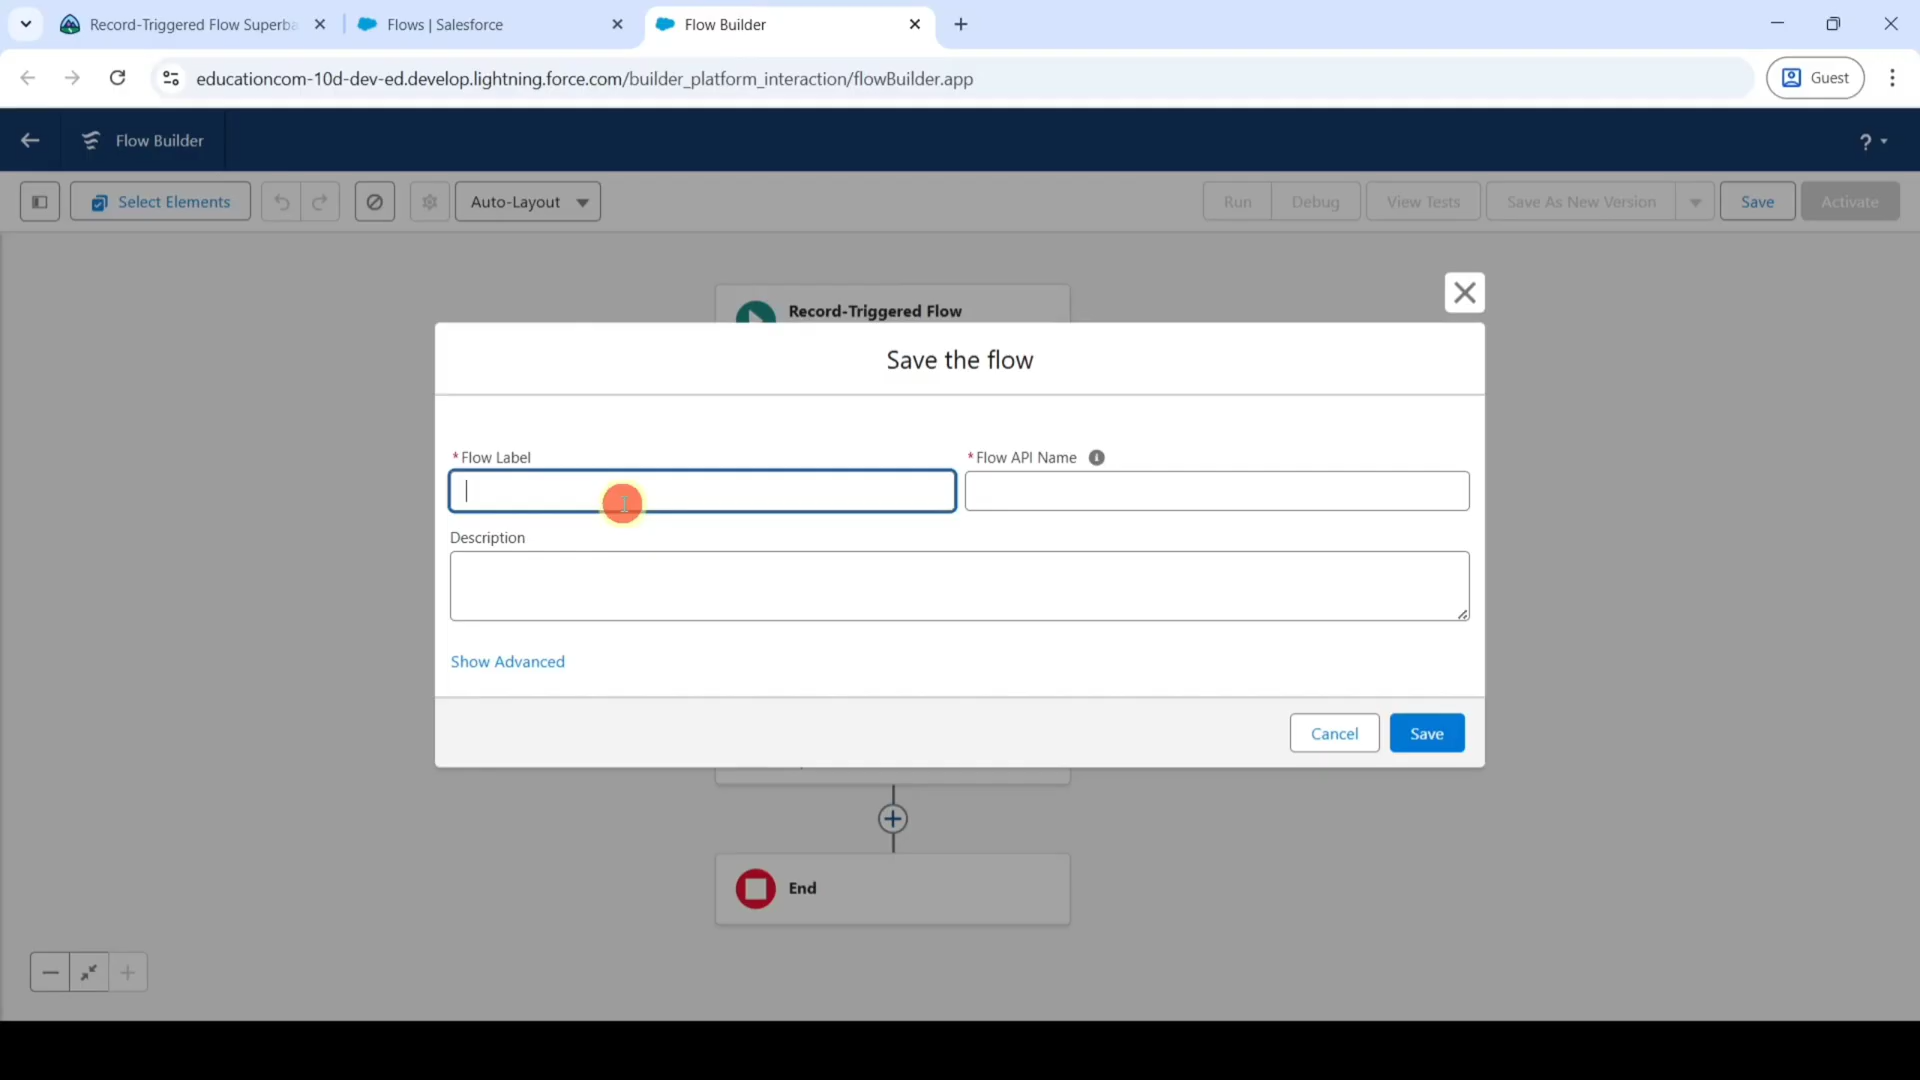 Record-Triggered Flow Superba
Flows | Salesforce
Flow Builder
educationcom-10d-dev-ed.develop.lightning.force.com/builder_platform_interaction/flowBuilder.app
Guest
Flow Builder
?
Select Elements
Auto-Layout
Run
Debug
View Tests
Save As New Version
Save
Activate
Record-Triggered Flow
Save the flow
*Flow Label
*Flow API Name
Description
Show Advanced
Cancel
Save
End